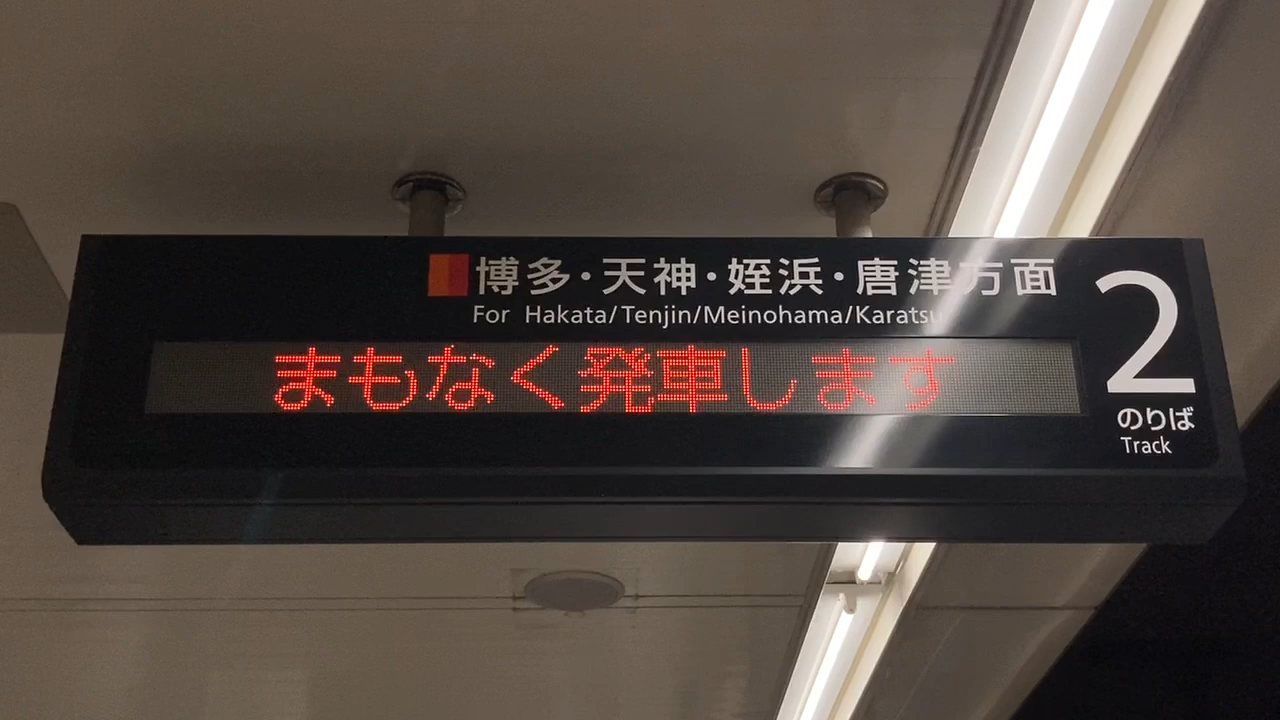 博多・天神・姪浜・唐津方面
For Hakata/Tenjin/Meinohama/Karatsu
まもなく発車します
2
のりば
Track